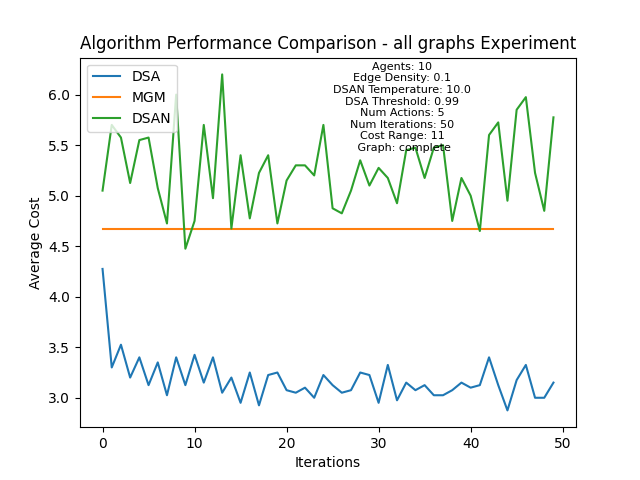 Algorithm Performance Comparison - all graphs Experiment
DSA
MGM
DSAN
Agents: 10
Edge Density: 0.1
DSAN Temperature: 10.0
DSA Threshold: 0.99
Num Actions: 5
Num Iterations: 50
Cost Range: 11
Graph: complete
Average Cost
6.0
5.5
5.0
4.5
4.0
3.5
3.0
0 10 20 30 40 50
Iterations